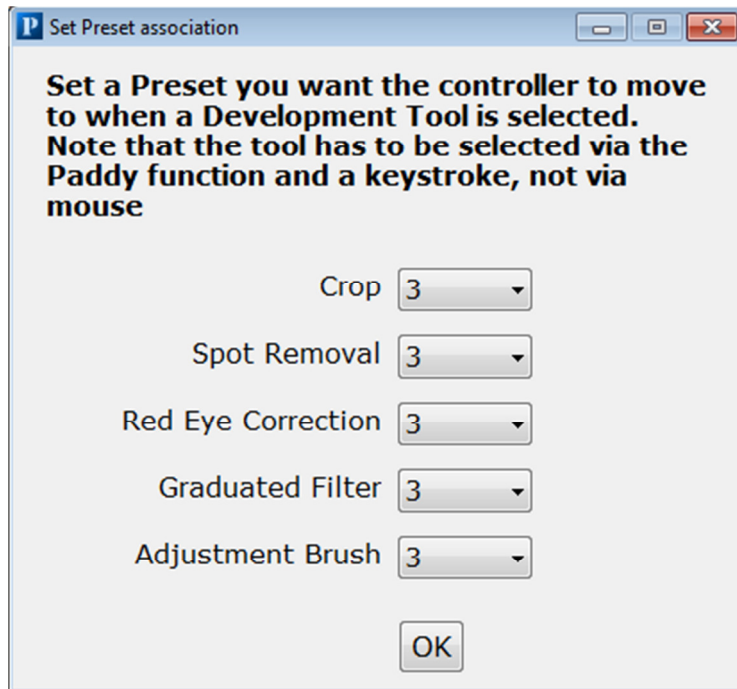 P Set Preset association
Set a Preset you want the controller to move
to when a Development Tool is selected.
Note that the tool has to be selected via the
Paddy function and a keystroke, not via
mouse
Crop 3
Spot Removal 3
Red Eye Correction 3
Graduated Filter 3
Adjustment Brush 3
OK